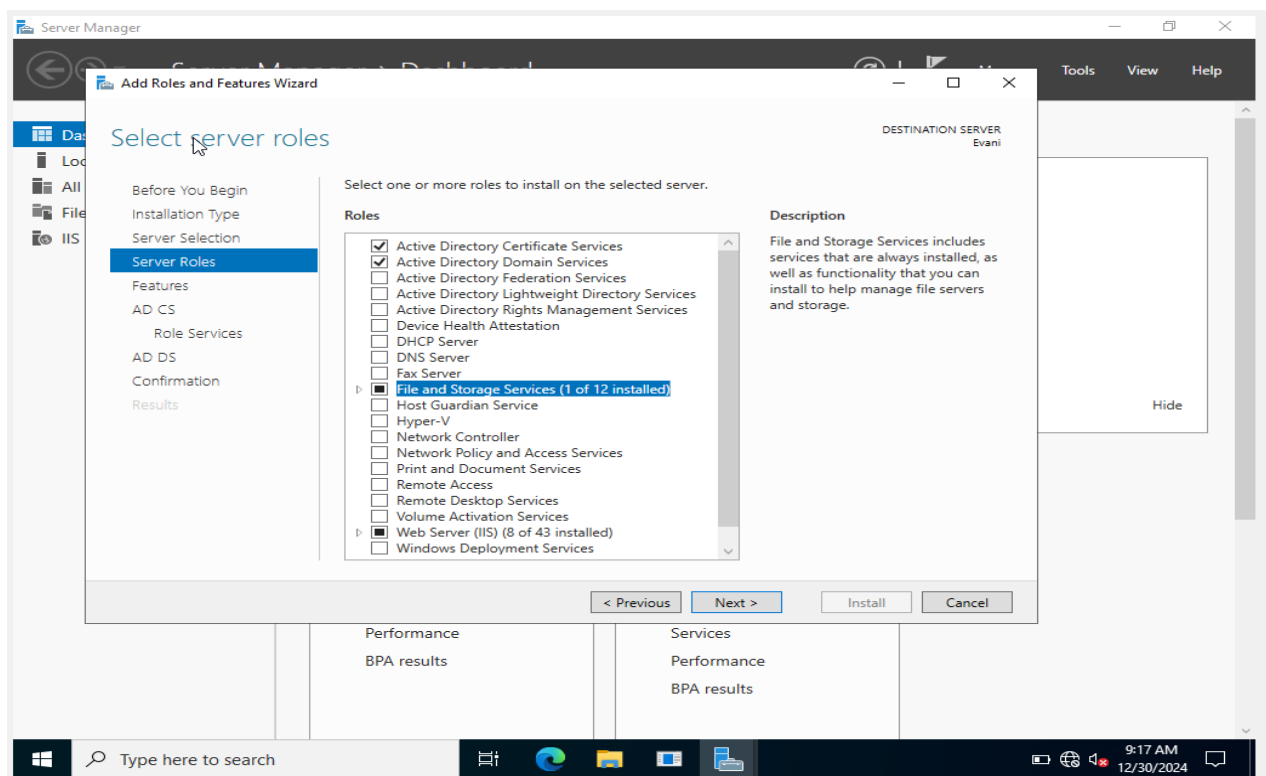 Server Manager
Add Roles and Features Wizard
Tools View Help
Select server roles
DESTINATION SERVER
Evani
Before You Begin
Installation Type
Server Selection
Server Roles
Features
AD CS
Role Services
AD DS
Confirmation
Results
Select one or more roles to install on the selected server.
Roles
Active Directory Certificate Services
Active Directory Domain Services
Active Directory Federation Services
Active Directory Lightweight Directory Services
Active Directory Rights Management Services
Device Health Attestation
DHCP Server
DNS Server
Fax Server
File and Storage Services (1 of 12 installed)
Host Guardian Service
Hyper-V
Network Controller
Network Policy and Access Services
Print and Document Services
Remote Access
Remote Desktop Services
Volume Activation Services
Web Server (IIS) (8 of 43 installed)
Windows Deployment Services
Description
File and Storage Services includes
services that are always installed, as
well as functionality that you can
install to help manage file servers
and storage.
Hide
< Previous
Next >
Install
Cancel
All
File
IIS
Performance
BPA results
Services
Performance
BPA results
Type here to search
9:17 AM
12/30/2024